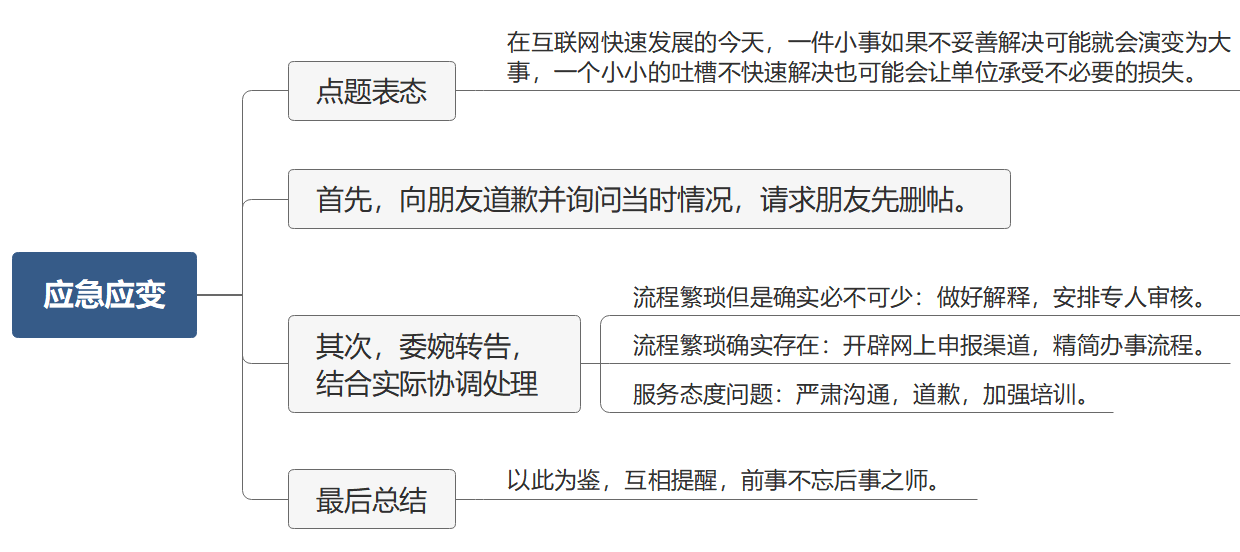 在互联网快速发展的今天，一件小事如果不妥善解决可能就会演变为大
事，一个小小的吐槽不快速解决也可能会让单位承受不必要的损失。
点题表态
首先，向朋友道歉并询问当时情况，请求朋友先删帖。
应急应变
流程繁琐但是确实必不可少：做好解释，安排专人审核。
其次，委婉转告，
结合实际协调处理
流程繁琐确实存在：开辟网上申报渠道，精简办事流程。
服务态度问题：严肃沟通，道歉，加强培训。
最后总结
以此为鉴，互相提醒，前事不忘后事之师。